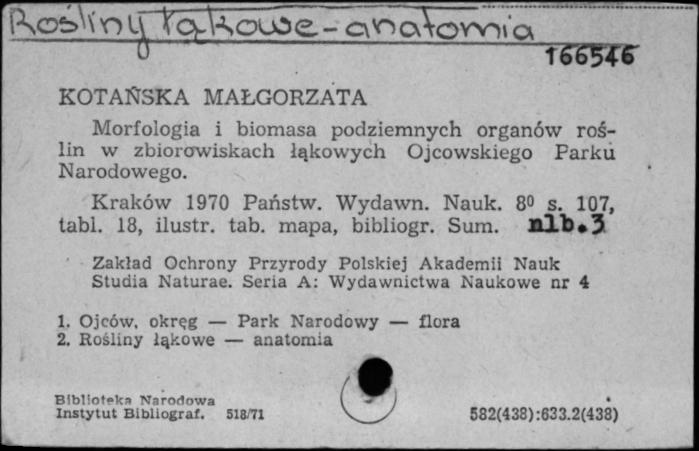 Rośliny łąkowe-anatomia
166546
KOTAŃSKA MAŁGORZATA
Morfologia i biomasa podziemnych organów roś-
lin w zbiorowiskach łąkowych Ojcowskiego Parku
Narodowego.
Kraków 1970 Państw. Wydawn. Nauk. 8⁰ s. 107,
tabl. 18, ilustr. tab. mapa, bibliogr. Sum. nlb.3
Zakład Ochrony Przyrody Polskiej Akademii Nauk
Studia Naturae. Seria A: Wydawnictwa Naukowe nr 4
1. Ojców, okręg — Park Narodowy — flora
2. Rośliny łąkowe — anatomia
Biblioteka Narodowa
Instytut Bibliograf. 518/71 582(438):633.2(438)